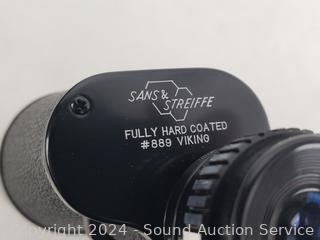 SANS &
STREIFFE
FULLY HARD COATED
#889 VIKING
Copyright 2024 - Sound Auction Service